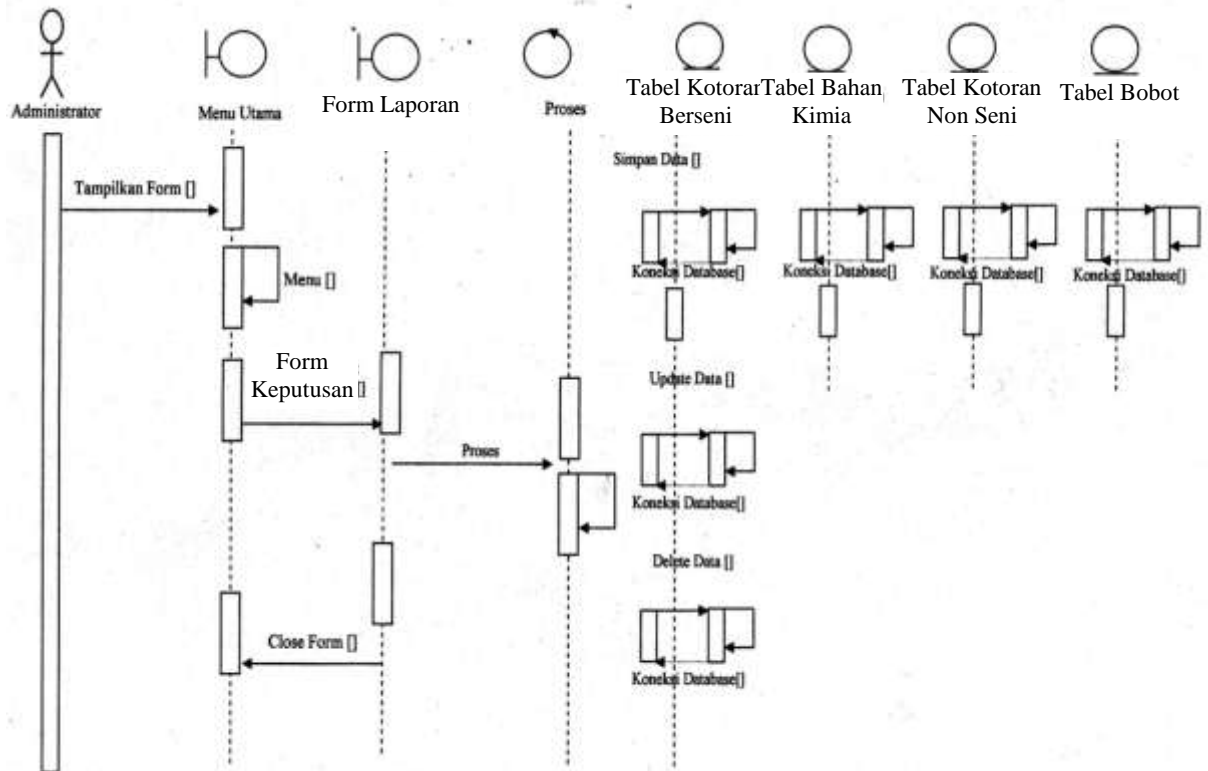 Administrator
Menu Utama
Form Laporan
Proses
Tabel Kotorar
Berseni
Tabel Bahan
Kimia
Tabel Kotoran
Non Seni
Tabel Bobot
Simpan Data []
Tampilkan Form []
Koneksi Database[]
Koneksi Database[]
Koneksi Database[]
Koneksi Database[]
Menu []
Form
Keputusan []
Update Data []
Proses
Koneksi Database[]
Delete Data []
Close Form []
Koneksi Database[]